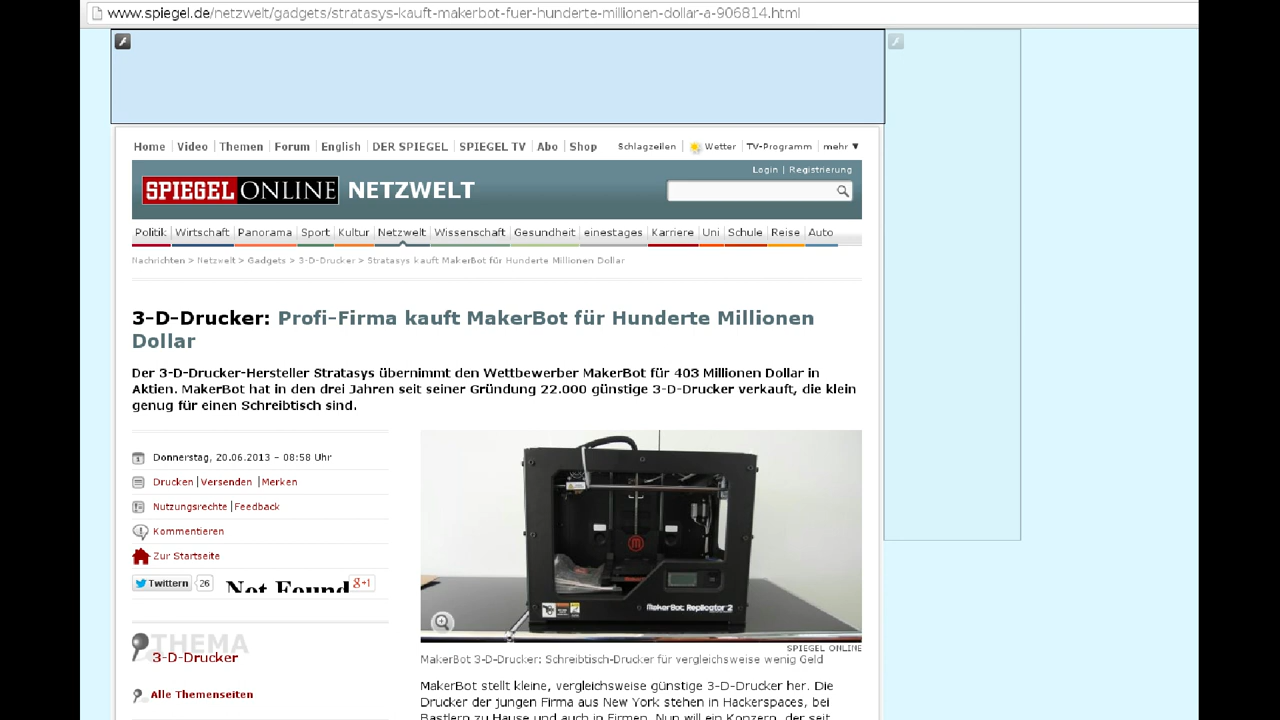 www.spiegel.de/netzwelt/gadgets/stratasys-kauft-makerbot-fuer-hunderte-millionen-dollar-a-906814.html
Home Video Themen Forum English DER SPIEGEL SPIEGEL TV Abo Shop Schlagzeilen Wetter TV-Programm mehr ▼
Login | Registrierung
SPIEGEL ONLINE NETZWELT
Politik Wirtschaft Panorama Sport Kultur Netzwelt Wissenschaft Gesundheit einestages Karriere Uni Schule Reise Auto
Nachrichten > Netzwelt > Gadgets > 3-D-Drucker > Stratasys kauft MakerBot für Hunderte Millionen Dollar
3-D-Drucker: Profi-Firma kauft MakerBot für Hunderte Millionen
Dollar
Der 3-D-Drucker-Hersteller Stratasys übernimmt den Wettbewerber MakerBot für 403 Millionen Dollar in
Aktien. MakerBot hat in den drei Jahren seit seiner Gründung 22.000 günstige 3-D-Drucker verkauft, die klein
genug für einen Schreibtisch sind.
Donnerstag, 20.06.2013 – 08:58 Uhr
Drucken | Versenden | Merken
Nutzungsrechte | Feedback
Kommentieren
Zur Startseite
Twittern 26 Not Found g+1
THEMA
3-D-Drucker
Alle Themenseiten
MakerBot Replicator 2
SPIEGEL ONLINE
MakerBot 3-D-Drucker: Schreibtisch-Drucker für vergleichsweise wenig Geld
MakerBot stellt kleine, vergleichsweise günstige 3-D-Drucker her. Die
Drucker der jungen Firma aus New York stehen in Hackerspaces, bei
Bastlern zu Hause und auch in Firmen. Nun will ein Konzern, der seit